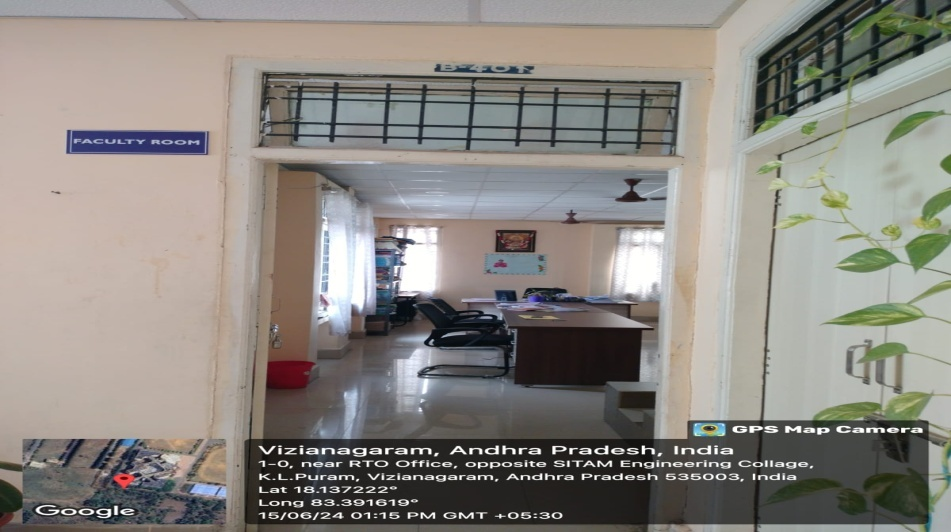 B-401
FACULTY ROOM
GPS Map Camera
Google
Vizianagaram, Andhra Pradesh, India
1-0, near RTO Office, opposite SITAM Engineering Collage,
K.L.Puram, Vizianagaram, Andhra Pradesh 535003, India
Lat 18.137222°
Long 83.391619°
15/06/24 01:15 PM GMT +05:30